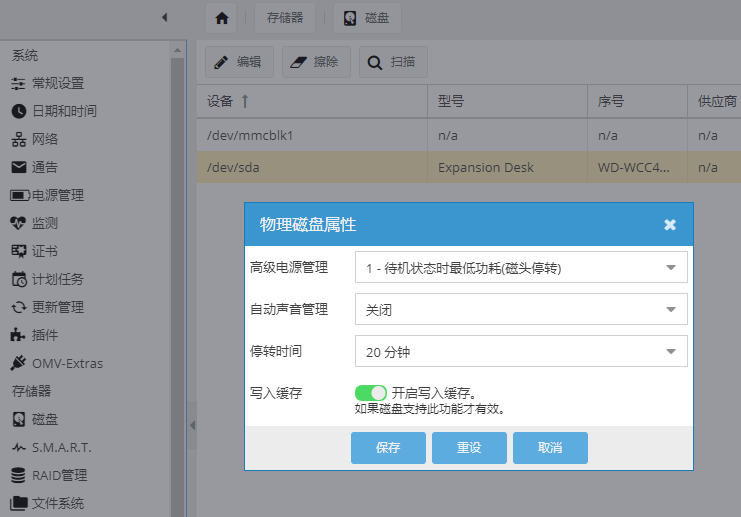 存储器
磁盘
系统
常规设置
日期和时间
网络
通告
电源管理
监测
证书
计划任务
更新管理
插件
OMV-Extras
存储器
磁盘
S.M.A.R.T.
RAID管理
文件系统
编辑
擦除
扫描
设备 型号 序号 供应商
/dev/mmcblk1 n/a n/a n/a
/dev/sda Expansion Desk WD-WCC4... n/a
物理磁盘属性
高级电源管理 1 - 待机状态时最低功耗(磁头停转)
自动声音管理 关闭
停转时间 20 分钟
写入缓存 开启写入缓存。
如果磁盘支持此功能才有效。
保存 重设 取消